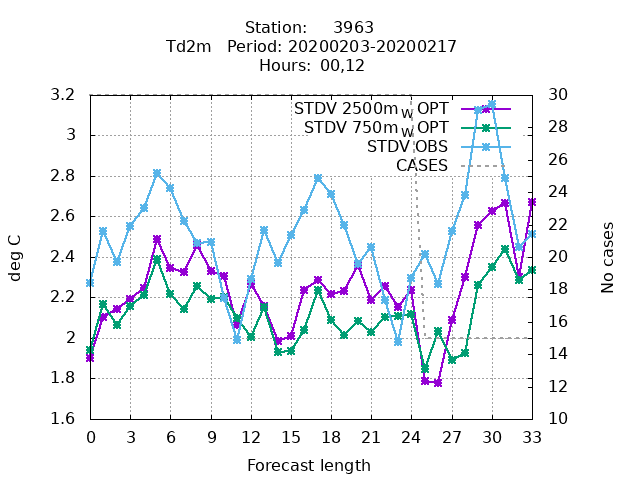 Station: 3963
Td2m Period: 20200203-20200217
Hours: 00,12
STDV 2500m w OPT
STDV 750m w OPT
STDV OBS
CASES
3.2
3
2.8
2.6
2.4
2.2
2
1.8
1.6
30
28
26
24
22
20
18
16
14
12
10
deg C
No cases
0 3 6 9 12 15 18 21 24 27 30 33
Forecast length